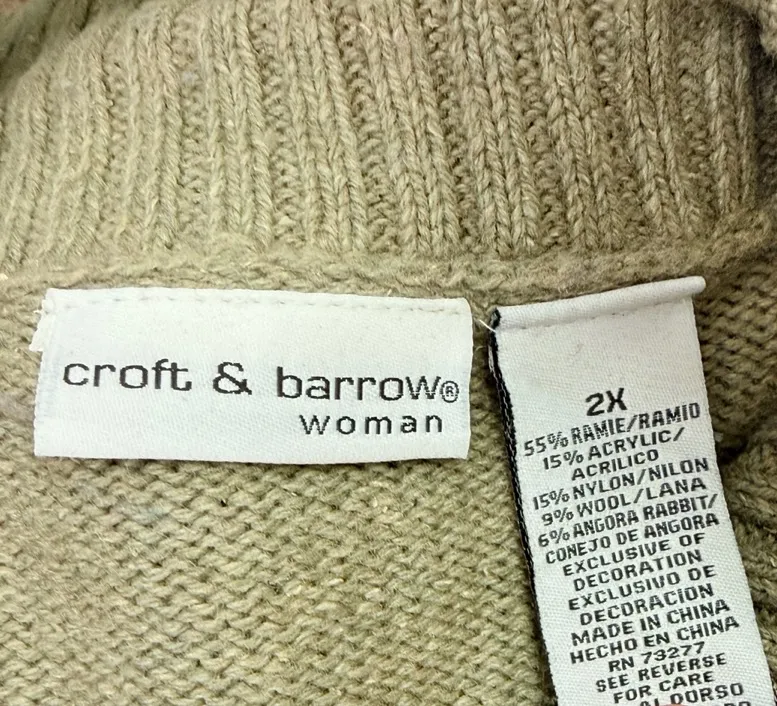 croft & barrow®
woman
2X
55% RAMIE/RAMIO
15% ACRYLIC/
ACRILICO
15% NYLON/NILON
9% WOOL/LANA
6% ANGORA RABBIT/
CONEJO DE ANGORA
EXCLUSIVE OF
DECORATION
EXCLUSIVO DE
DECORACION
MADE IN CHINA
HECHO EN CHINA
RN 73277
SEE REVERSE
FOR CARE
AL DORSO